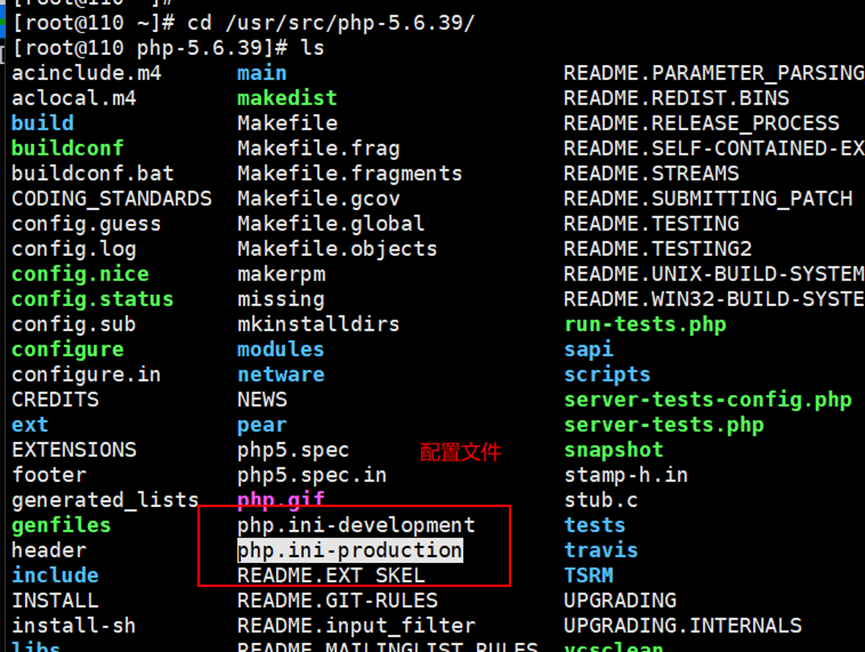 [root@110 ~]#
[root@110 ~]# cd /usr/src/php-5.6.39/
[root@110 php-5.6.39]# ls
acinclude.m4 main README.PARAMETER_PARSING
aclocal.m4 makedist README.REDIST.BINS
build Makefile README.RELEASE_PROCESS
buildconf Makefile.frag README.SELF-CONTAINED-EX
buildconf.bat Makefile.fragments README.STREAMS
CODING_STANDARDS Makefile.gcov README.SUBMITTING_PATCH
config.guess Makefile.global README.TESTING
config.log Makefile.objects README.TESTING2
config.nice makerpm README.UNIX-BUILD-SYSTEM
config.status missing README.WIN32-BUILD-SYSTE
config.sub mkinstalldirs run-tests.php
configure modules sapi
configure.in netware scripts
CREDITS NEWS server-tests-config.php
ext pear server-tests.php
EXTENSIONS php5.spec 配置文件 snapshot
footer php5.spec.in stamp-h.in
generated_lists php.gif stub.c
genfiles php.ini-development tests
header php.ini-production travis
include README.EXT_SKEL TSRM
INSTALL README.GIT-RULES UPGRADING
install-sh README.input_filter UPGRADING.INTERNALS
libs README.MAILINGLIST_RULES vcsclean